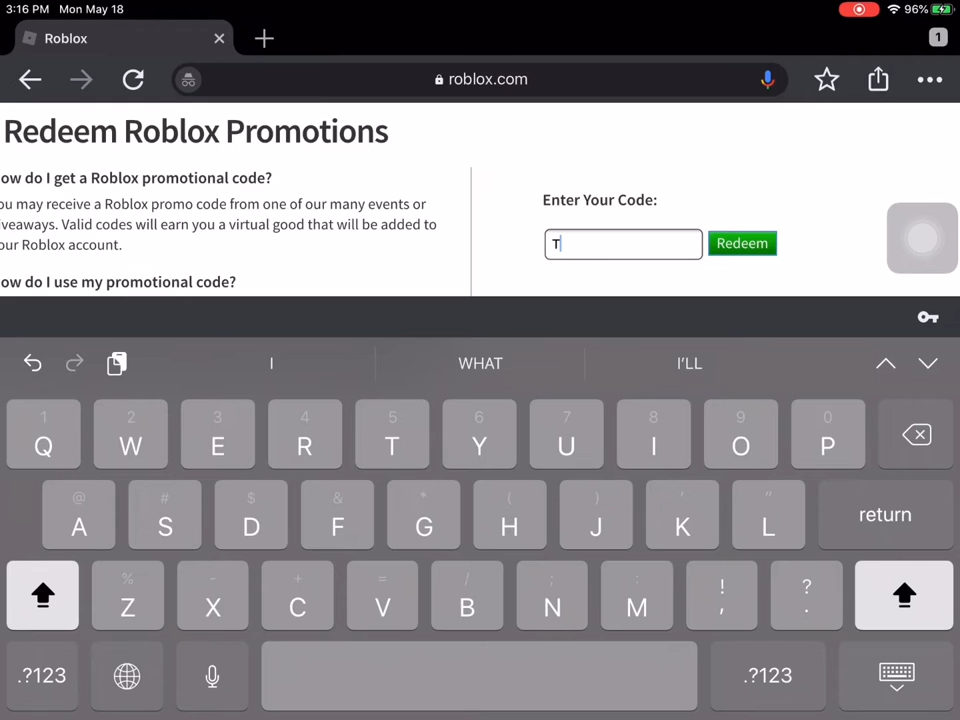 3:16 PM Mon May 18
96%
Roblox
1
roblox.com
Redeem Roblox Promotions
ow do I get a Roblox promotional code?
ou may receive a Roblox promo code from one of our many events or
iveaways. Valid codes will earn you a virtual good that will be added to
our Roblox account.
ow do I use my promotional code?
Enter Your Code:
T
Redeem
I WHAT I'LL
1 2 3 4 5 6 7 8 9 0
Q W E R T Y U I O P
@ # $ & * ( ) ' "
A S D F G H J K L return
% - + = / ; : ! ?
Z X C V B N M , .
.?123 .?123